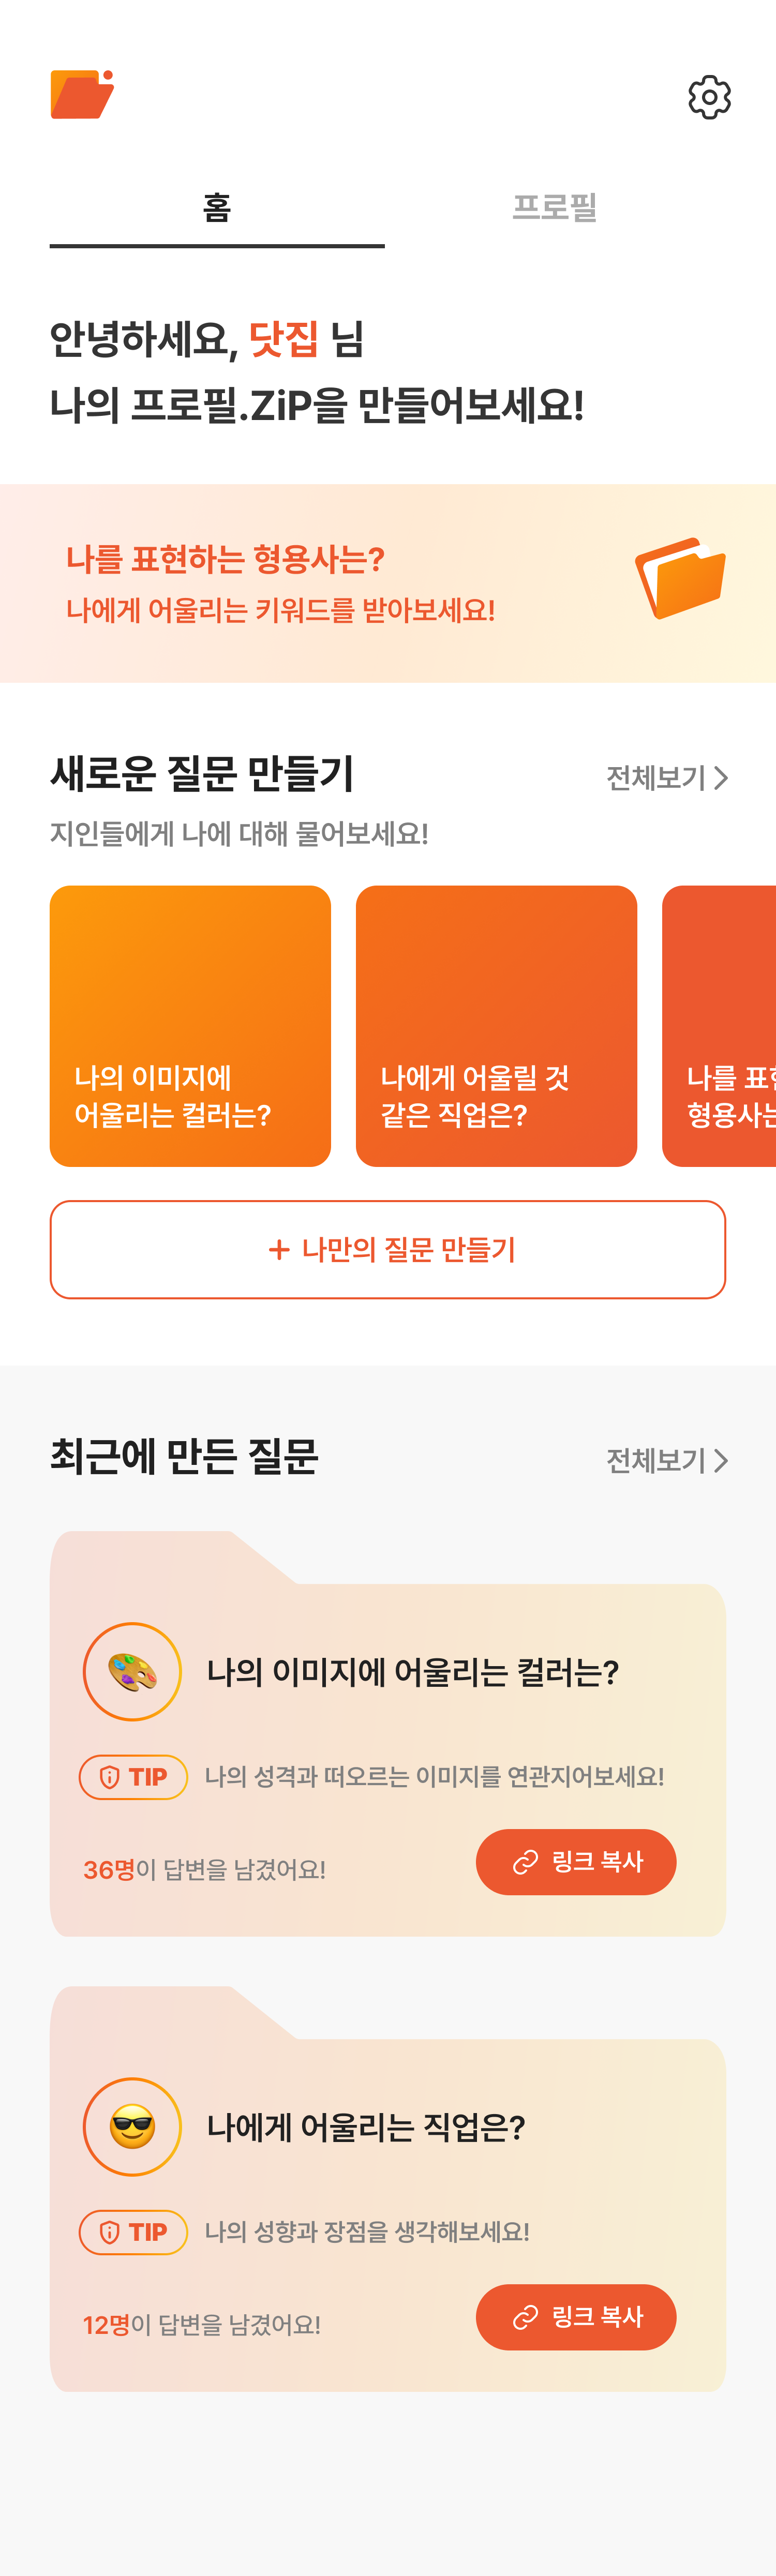 홈
프로필
안녕하세요, 닷집 님
나의 프로필.ZiP을 만들어보세요!
나를 표현하는 형용사는?
나에게 어울리는 키워드를 받아보세요!
새로운 질문 만들기
전체보기
지인들에게 나에 대해 물어보세요!
나의 이미지에
어울리는 컬러는?
나에게 어울릴 것
같은 직업은?
나를
+ 나만의 질문 만들기
최근에 만든 질문
전체보기
나의 이미지에 어울리는 컬러는?
TIP
나의 성격과 떠오르는 이미지를 연관지어보세요!
36명이 답변을 남겼어요!
링크 복사
나에게 어울리는 직업은?
TIP
나의 성향과 장점을 생각해보세요!
12명이 답변을 남겼어요!
링크 복사